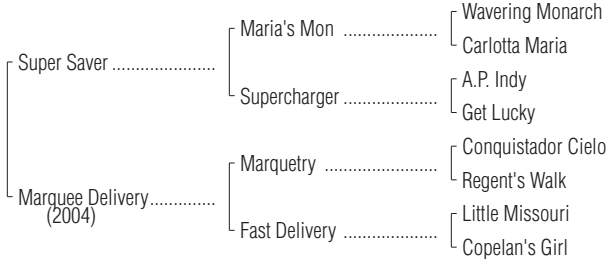 Wavering Monarch
Maria's Mon ..................
Carlotta Maria
Super Saver ......................
A.P. Indy
Supercharger ..................
Get Lucky
Conquistador Cielo
Marquetry ......................
Regent's Walk
Marquee Delivery..............
(2004)
Little Missouri
Fast Delivery ..................
Copelan's Girl